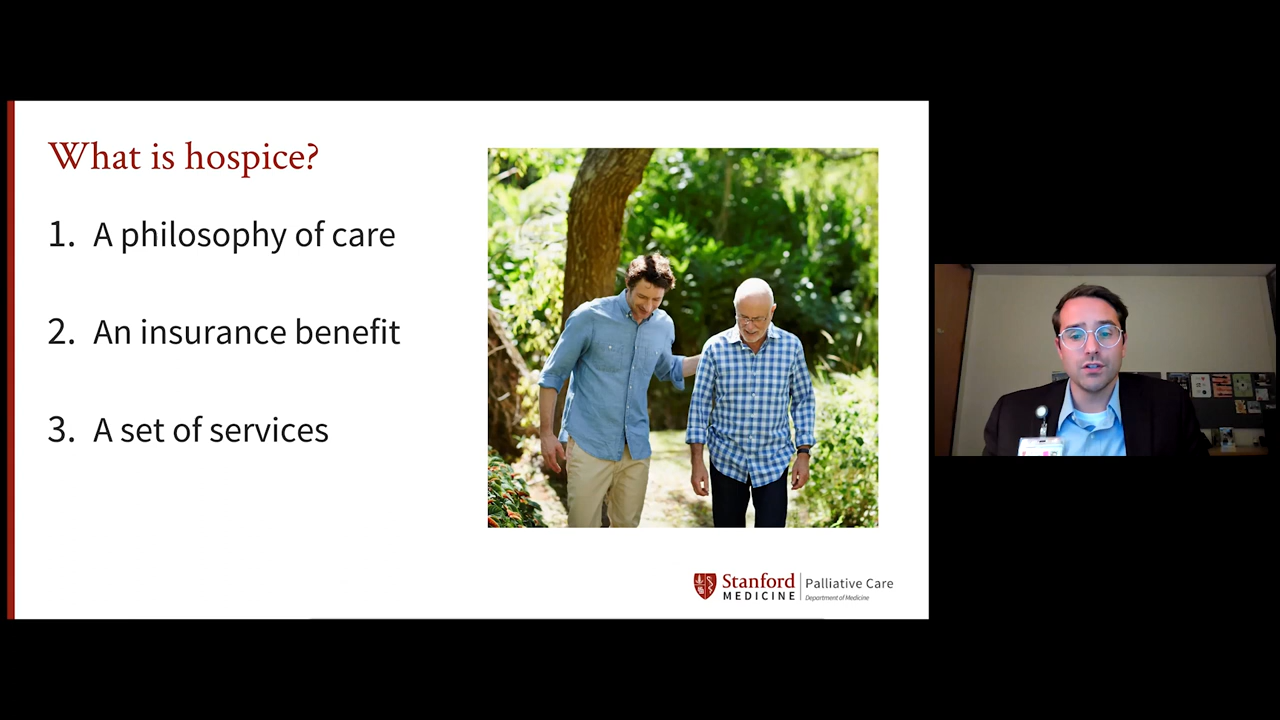 What is hospice?
1. A philosophy of care
2. An insurance benefit
3. A set of services
Stanford
MEDICINE
Palliative Care
Department of Medicine